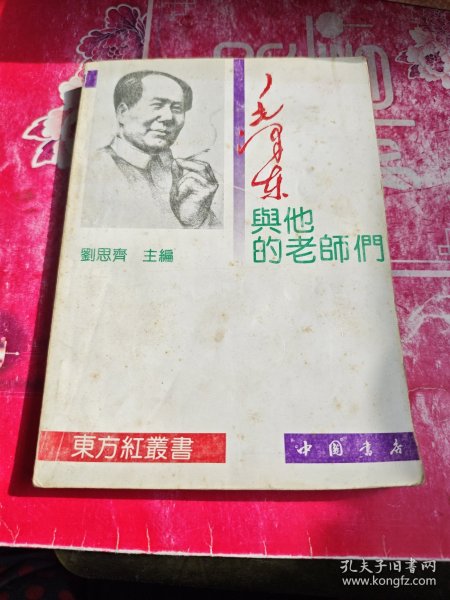 毛泽东
與他
的老師們
劉思齊 主編
東方紅叢書
中国書店
孔夫子旧书网
www.kongfz.com